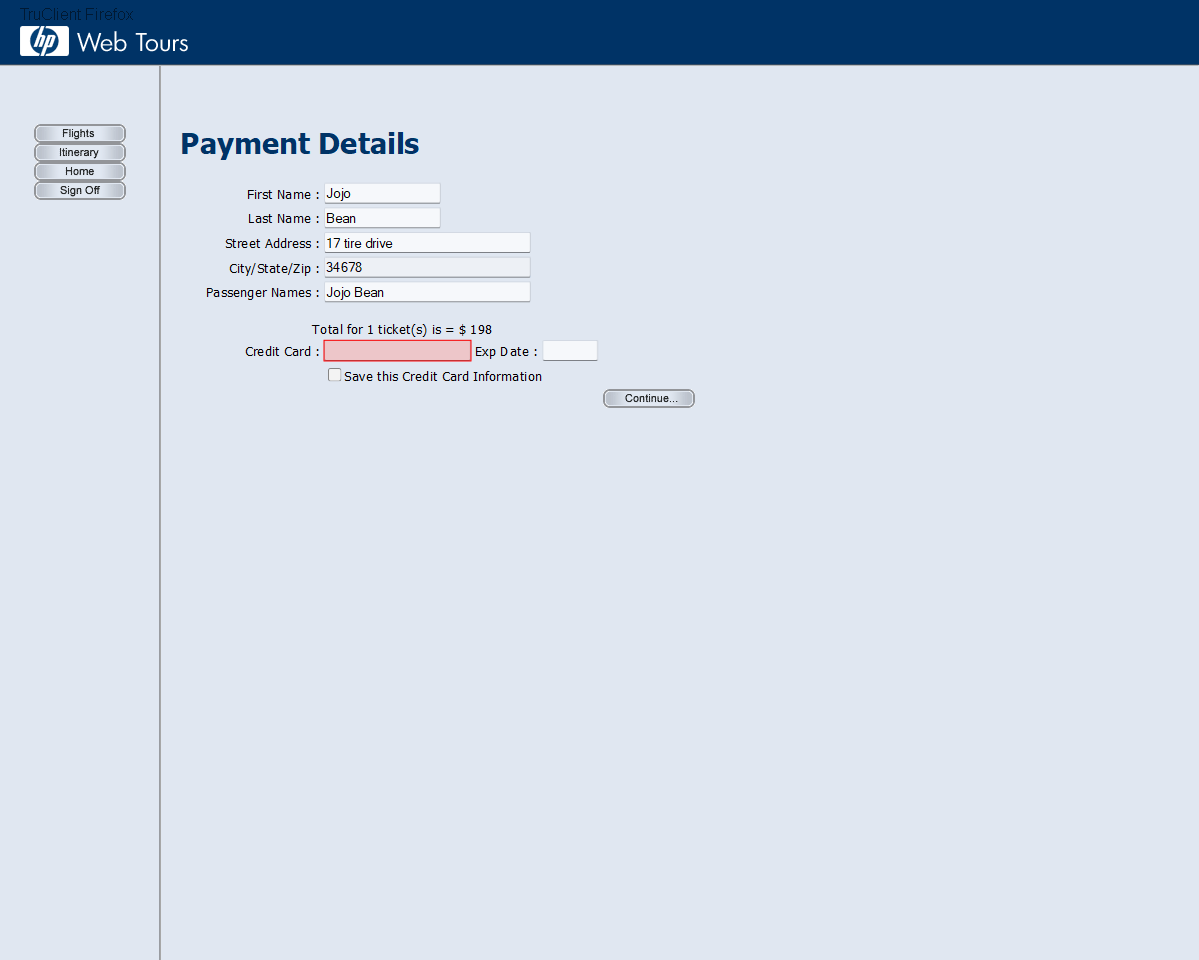 TruClient Firefox
hp Web Tours
Flights
Itinerary
Home
Sign Off
Payment Details
First Name : Jojo
Last Name : Bean
Street Address : 17 tire drive
City/State/Zip : 34678
Passenger Names : Jojo Bean
Total for 1 ticket(s) is = $ 198
Credit Card : Exp Date :
Save this Credit Card Information
Continue...